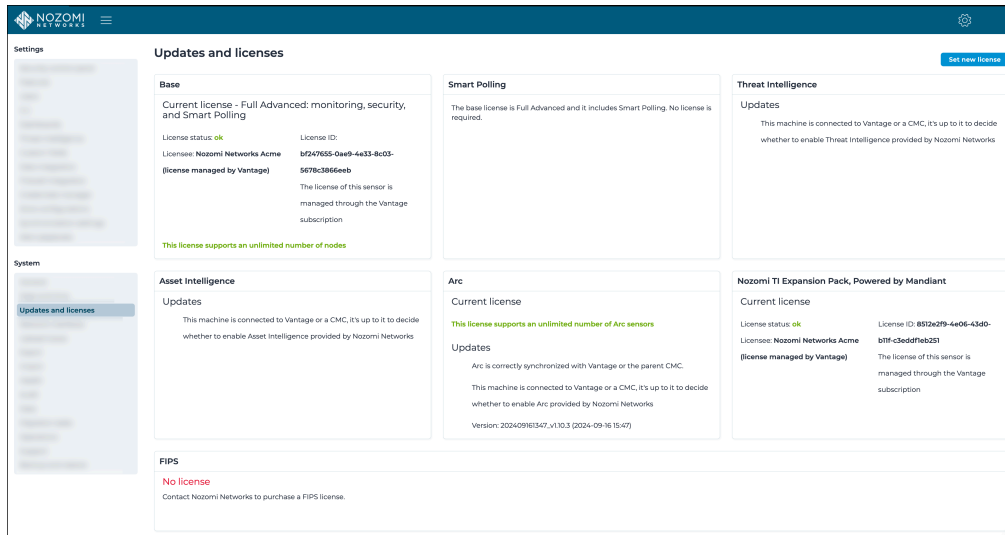 NOZOMI
NETWORKS
Settings
System
Updates and licenses
Updates and licenses
Set new license
Base
Current license - Full Advanced: monitoring, security,
and Smart Polling
License status: ok
Licensee: Nozomi Networks Acme
(license managed by Vantage)
License ID:
bf247655-0ae9-4e33-8c03-
5678c3866eeb
The license of this sensor is
managed through the Vantage
subscription
This license supports an unlimited number of nodes
Smart Polling
The base license is Full Advanced and it includes Smart Polling. No license is
required.
Threat Intelligence
Updates
This machine is connected to Vantage or a CMC, it's up to it to decide
whether to enable Threat Intelligence provided by Nozomi Networks
Asset Intelligence
Updates
This machine is connected to Vantage or a CMC, it's up to it to decide
whether to enable Asset Intelligence provided by Nozomi Networks
Arc
Current license
This license supports an unlimited number of Arc sensors
Updates
Arc is correctly synchronized with Vantage or the parent CMC.
This machine is connected to Vantage or a CMC, it's up to it to decide
whether to enable Arc provided by Nozomi Networks
Version: 202409161347_v1.10.3 (2024-09-16 15:47)
Nozomi TI Expansion Pack, Powered by Mandiant
Current license
License status: ok
Licensee: Nozomi Networks Acme
(license managed by Vantage)
License ID: 8512e2f9-4e06-43d0-
b11f-c3eddf1eb251
The license of this sensor is
managed through the Vantage
subscription
FIPS
No license
Contact Nozomi Networks to purchase a FIPS license.